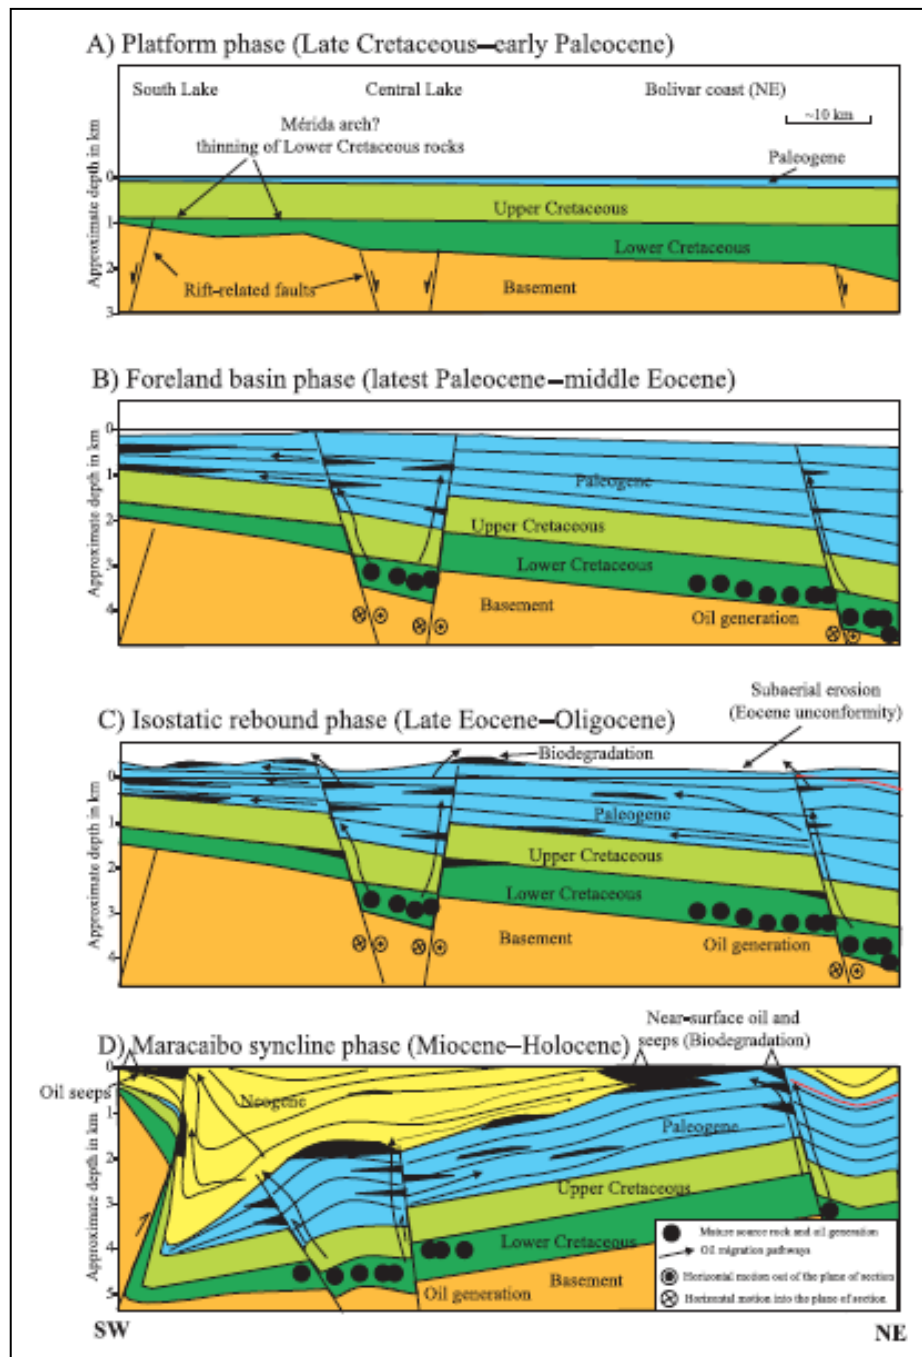 A) Platform phase (Late Cretaceous–early Paleocene)
South Lake
Central Lake
Bolivar coast (NE)
~10 km
Mérida arch?
thinning of Lower Cretaceous rocks
Paleogene
Upper Cretaceous
Lower Cretaceous
Rift-related faults
Basement
Approximate depth in km
0
1
2
3
B) Foreland basin phase (latest Paleocene–middle Eocene)
Paleogene
Upper Cretaceous
Lower Cretaceous
Basement
Oil generation
Approximate depth in km
0
1
2
3
4
Subaerial erosion
(Eocene unconformity)
C) Isostatic rebound phase (Late Eocene–Oligocene)
Biodegradation
Paleogene
Upper Cretaceous
Lower Cretaceous
Basement
Oil generation
Approximate depth in km
0
1
2
3
4
Near-surface oil and
seeps (Biodegradation)
D) Maracaibo syncline phase (Miocene–Holocene)
Oil seeps
Neogene
Paleogene
Upper Cretaceous
Lower Cretaceous
Basement
Oil generation
Approximate depth in km
0
1
2
3
4
5
Mature source rock and oil generation
Oil migration pathways
Horizontal motion out of the plane of section
Horizontal motion into the plane of section
SW
NE